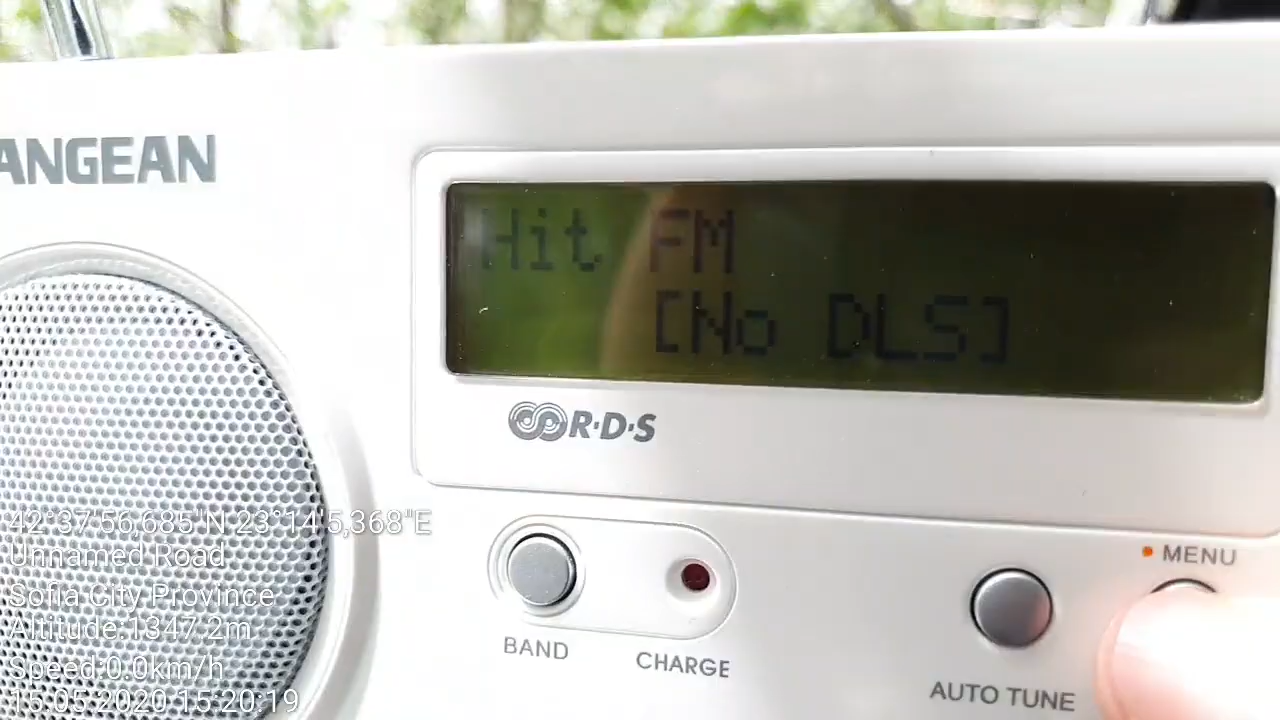 ANGEAN
Hit FM
[No DLS]
R·D·S
MENU
BAND
CHARGE
AUTO TUNE
42°37'56,685"N 23°14'5,368"E
Unnamed Road
Sofia City Province
Altitude:1347.2m
Speed:0.0km/h
15.05.2020 15:20:19